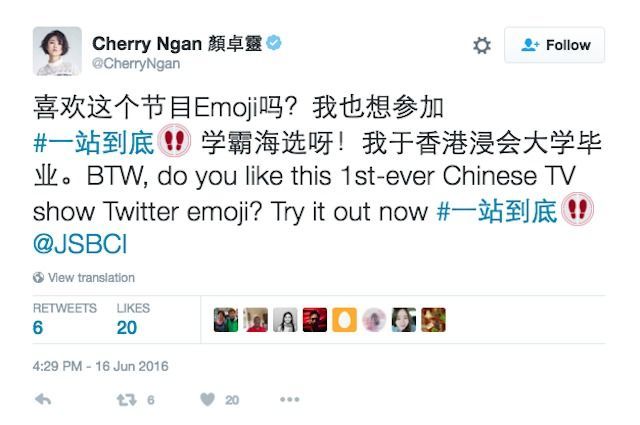 Cherry Ngan 顏卓靈
@CherryNgan
Follow
喜欢这个节目Emoji吗？我也想参加
#一站到底 学霸海选呀！我于香港浸会大学毕
业。BTW, do you like this 1st-ever Chinese TV
show Twitter emoji? Try it out now #一站到底
@JSBCI
View translation
RETWEETS LIKES
6 20
4:29 PM - 16 Jun 2016
6 20